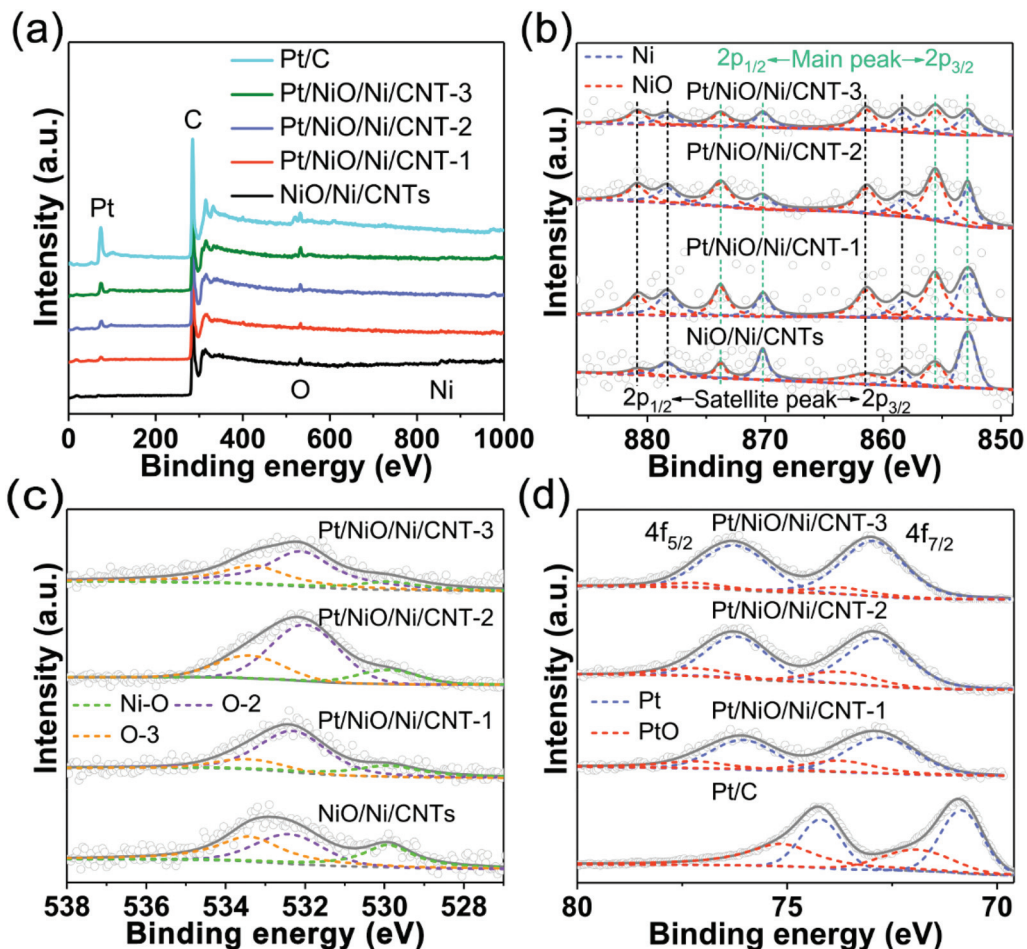 (a)
Intensity (a.u.)
Pt/C
Pt/NiO/Ni/CNT-3
Pt/NiO/Ni/CNT-2
Pt/NiO/Ni/CNT-1
NiO/Ni/CNTs
C
Pt
O
Ni
0 200 400 600 800 1000
Binding energy (eV)
(b)
Intensity (a.u.)
Ni
NiO
2p1/2←Main peak→2p3/2
Pt/NiO/Ni/CNT-3
Pt/NiO/Ni/CNT-2
Pt/NiO/Ni/CNT-1
NiO/Ni/CNTs
2p1/2←Satellite peak→2p3/2
880 870 860 850
Binding energy (eV)
(c)
Intensity (a.u.)
Pt/NiO/Ni/CNT-3
Pt/NiO/Ni/CNT-2
Ni-O O-2
O-3
Pt/NiO/Ni/CNT-1
NiO/Ni/CNTs
538 536 534 532 530 528
Binding energy (eV)
(d)
Intensity (a.u.)
Pt/NiO/Ni/CNT-3
4f5/2 4f7/2
Pt/NiO/Ni/CNT-2
Pt
PtO
Pt/NiO/Ni/CNT-1
Pt/C
80 75 70
Binding energy (eV)